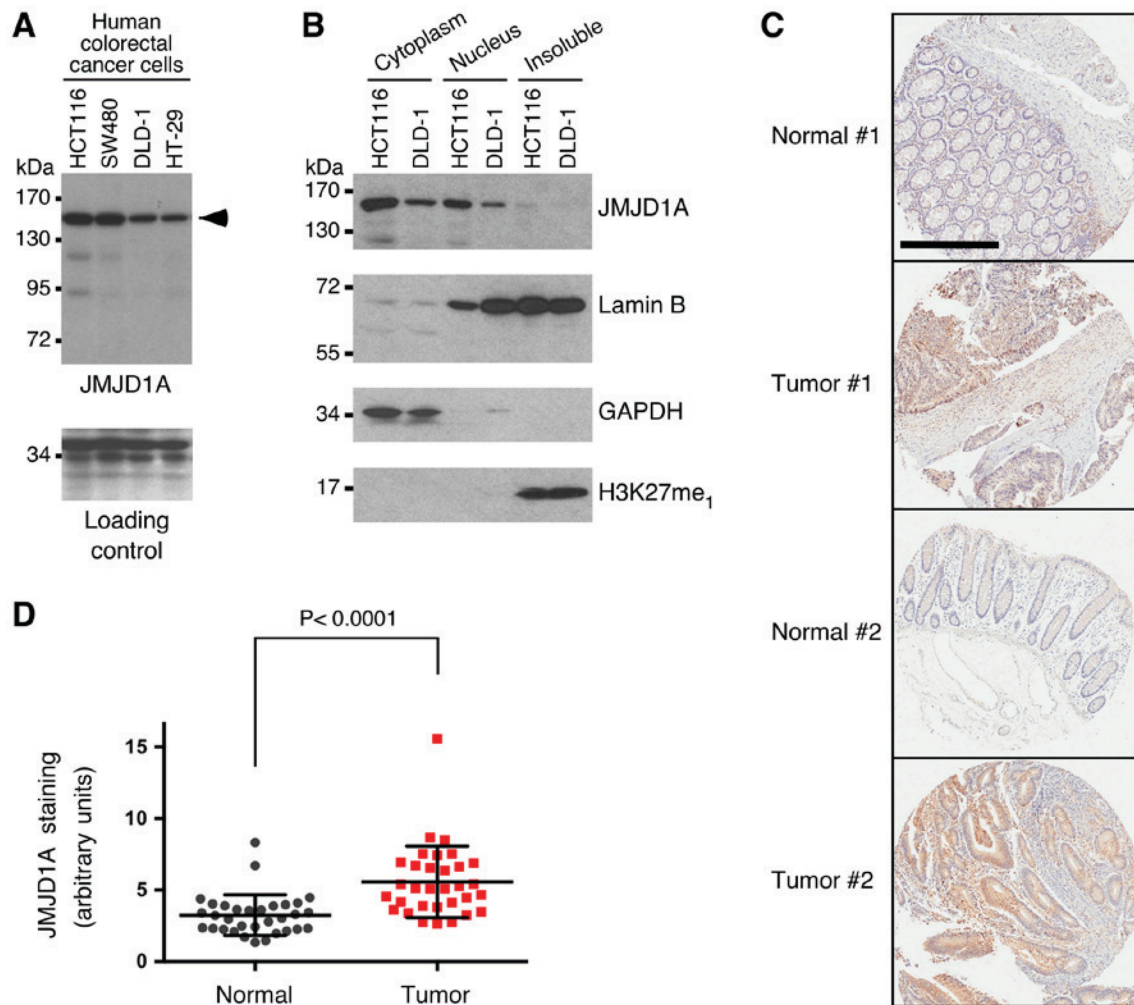 A
Human
colorectal
cancer cells
HCT116
SW480
DLD-1
HT-29
kDa
170
130
95
72
JMJD1A
34
Loading
control
B
Cytoplasm
Nucleus
Insoluble
HCT116
DLD-1
HCT116
DLD-1
HCT116
DLD-1
kDa
170
130
JMJD1A
72
55
Lamin B
34
GAPDH
17
H3K27me1
C
Normal #1
Tumor #1
Normal #2
Tumor #2
D
P< 0.0001
JMJD1A staining
(arbitrary units)
15
10
5
0
Normal
Tumor